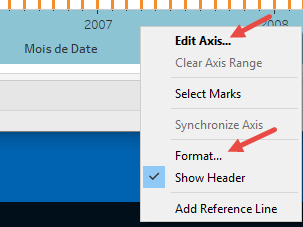 2007
2008
Mois de Date
Edit Axis...
Clear Axis Range
Select Marks
Synchronize Axis
Format...
Show Header
Add Reference Line